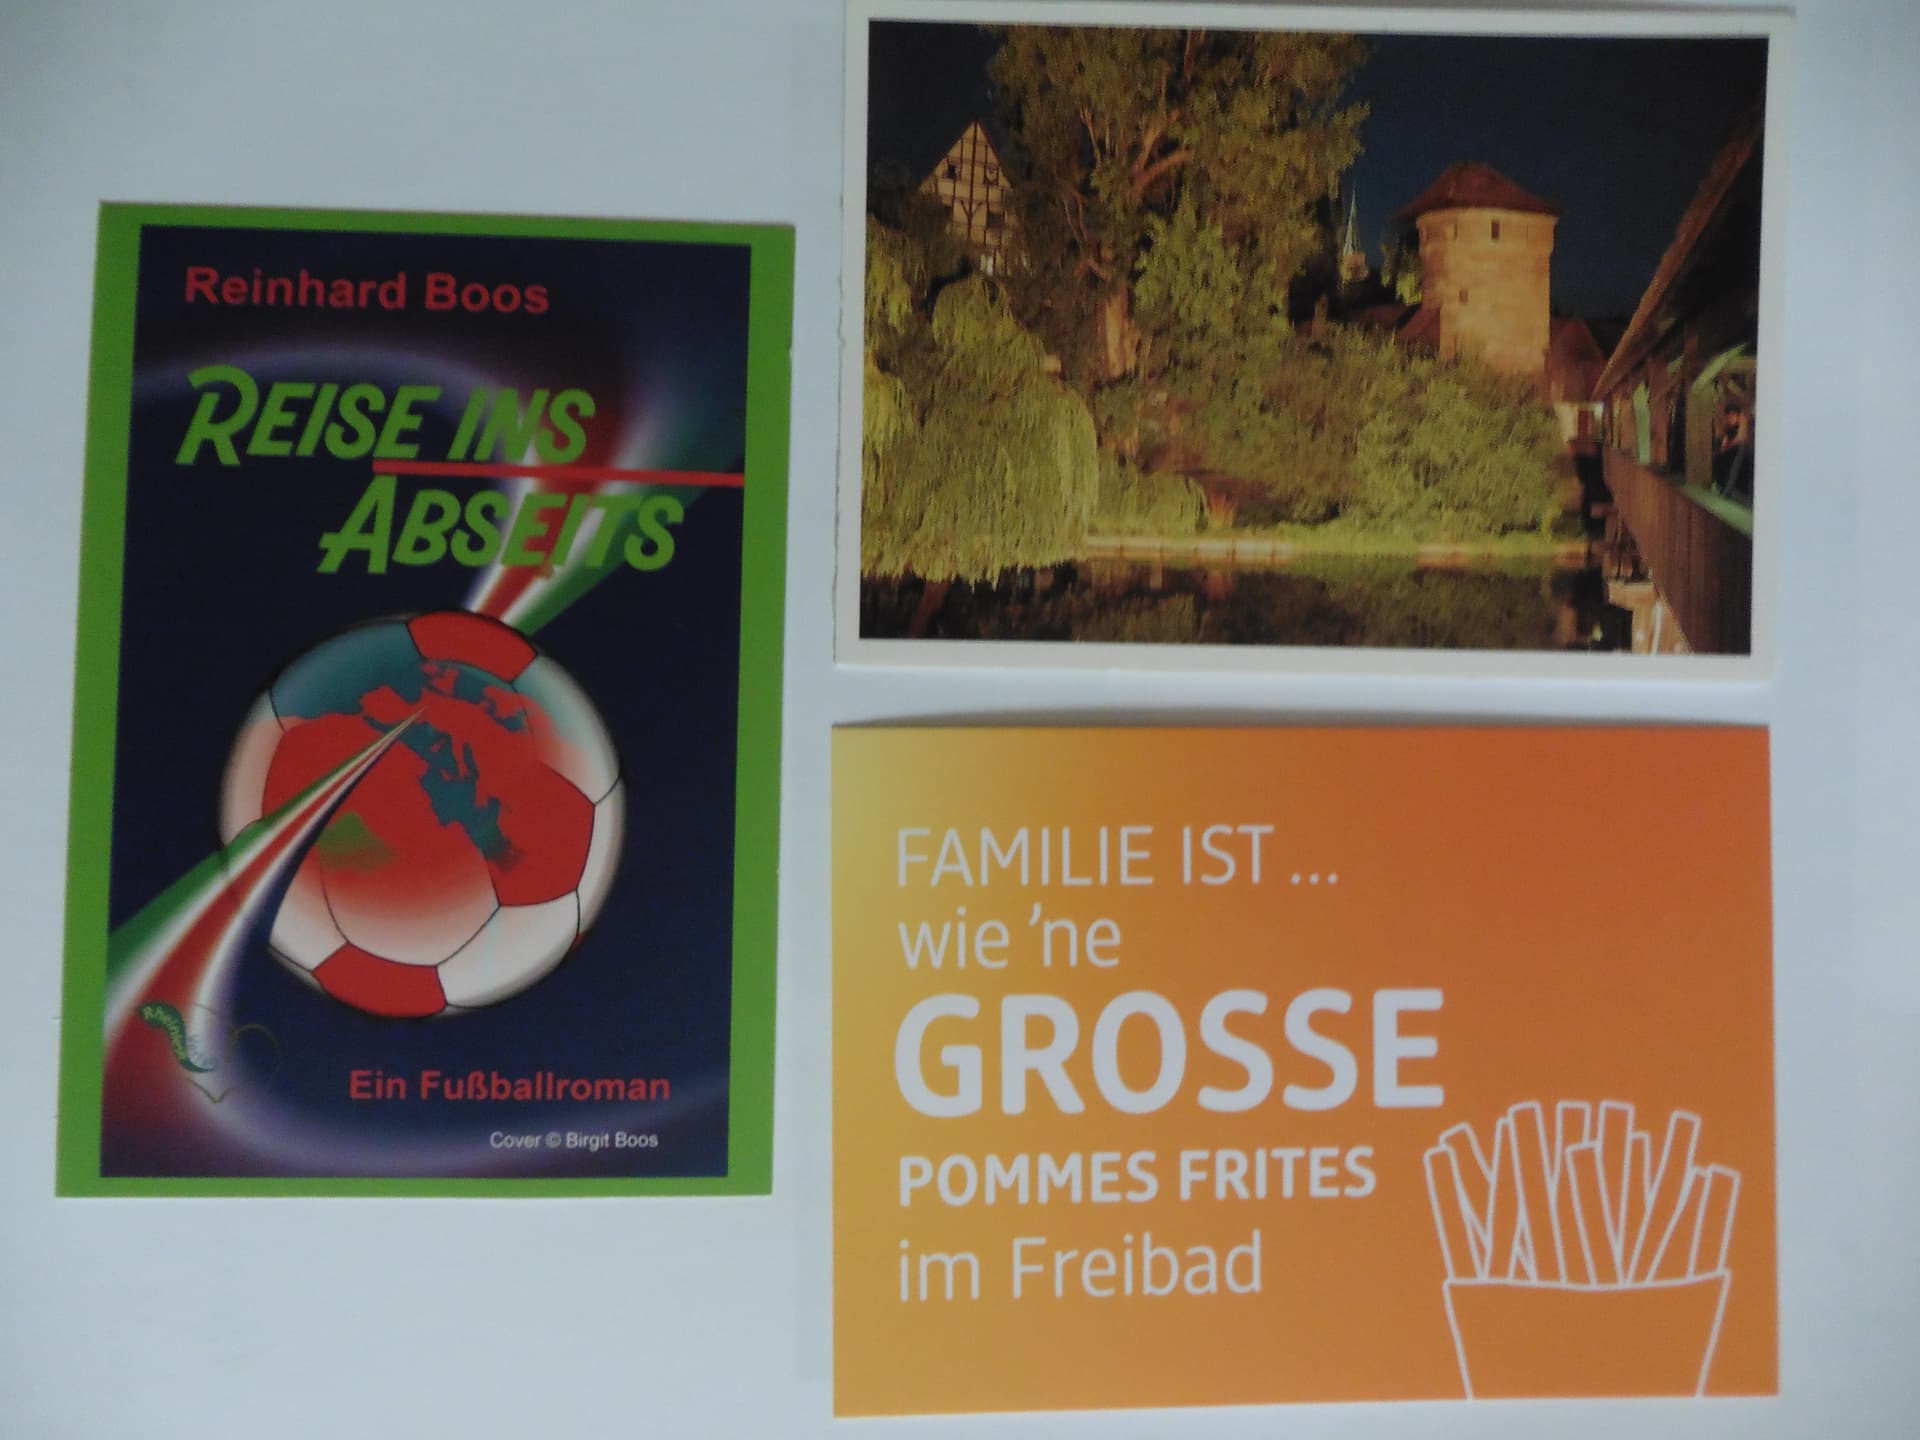 Reinhard Boos
REISE INS
ABSEITS
Ein Fußballroman
Cover © Birgit Boos
FAMILIE IST ...
wie 'ne
GROSSE
POMMES FRITES
im Freibad